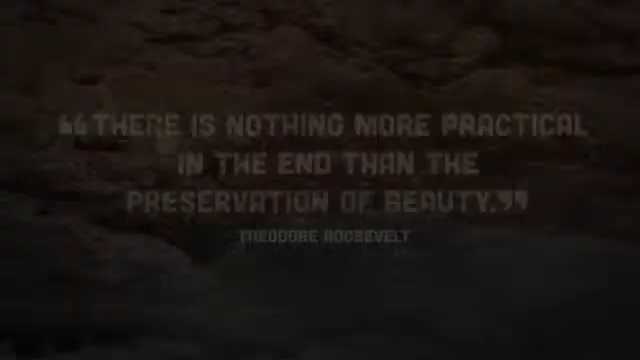 “THERE IS NOTHING MORE PRACTICAL
IN THE END THAN THE
PRESERVATION OF BEAUTY.”
THEODORE ROOSEVELT